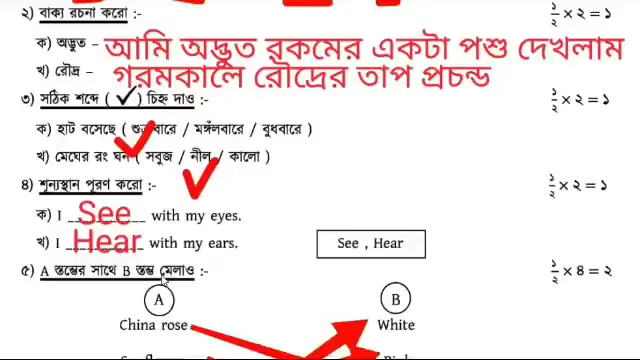 ২) বাক্য রচনা করো :- ১/২ × ২ = ১
ক) অদ্ভুত - আমি অদ্ভুত রকমের একটা পশু দেখলাম
খ) রৌদ্র - গরমকালে রৌদ্রের তাপ প্রচন্ড
৩) সঠিক শব্দে ( ✓ ) চিহ্ন দাও :- ১/২ × ২ = ১
ক) হাট বসেছে ( শুক্রবারে / মঙ্গলবারে / বুধবারে )
খ) মেঘের রং ঘন ( সবুজ / নীল / কালো )
৪) শূন্যস্থান পূরণ করো :- ১/২ × ২ = ১
ক) I See with my eyes.
খ) I Hear with my ears. See , Hear
৫) A স্তম্ভের সাথে B স্তম্ভ মেলাও :- ১/২ × ৪ = ২
A B
China rose White